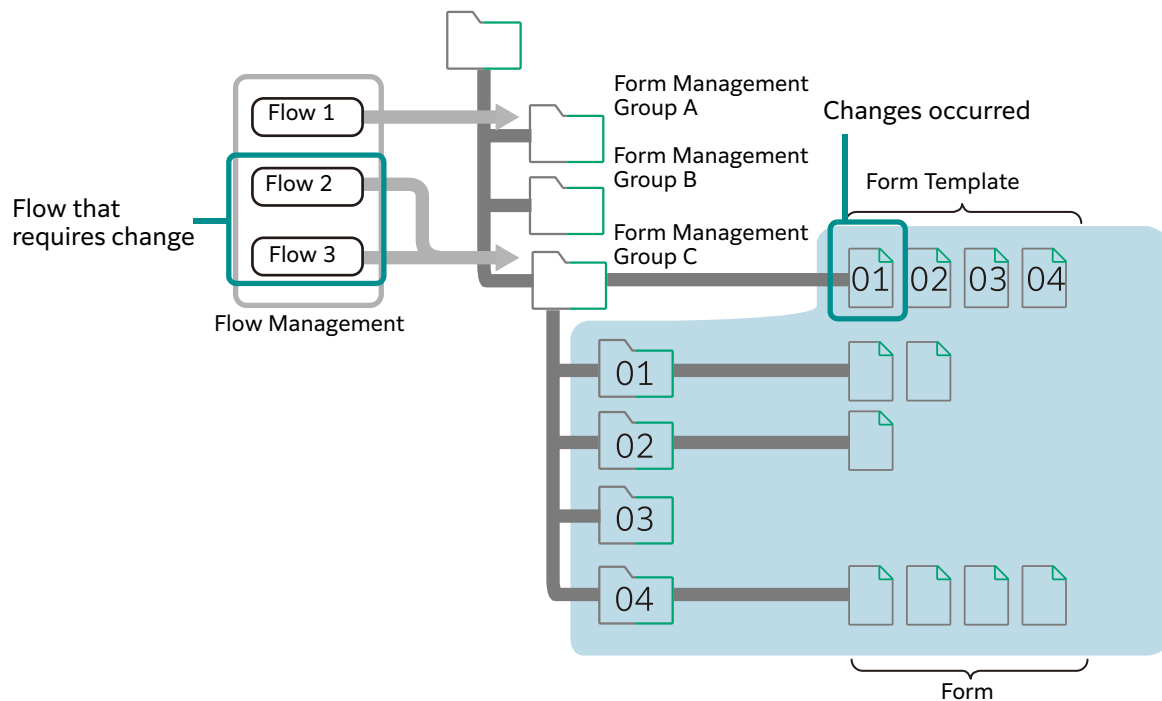 Form Management
Group A
Changes occurred
Flow 1
Form Management
Group B
Form Template
Flow 2
Flow that
requires change
Form Management
Group C
Flow 3
01
02
03
04
Flow Management
01
02
03
04
Form